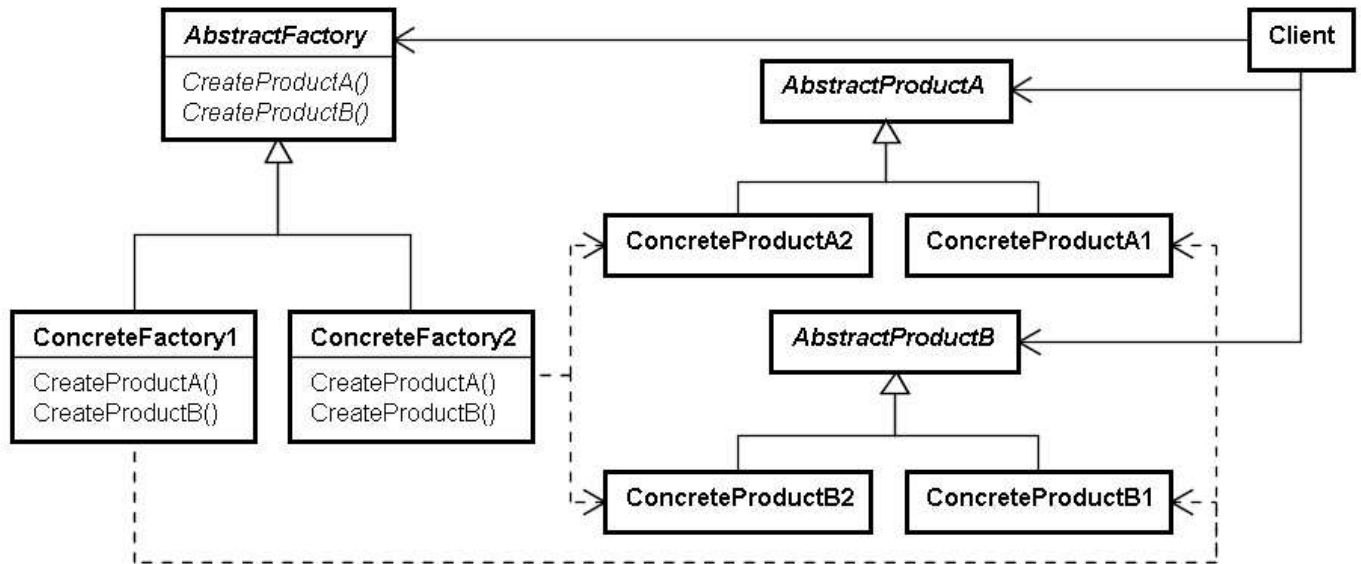 AbstractFactory
CreateProductA()
CreateProductB()
Client
AbstractProductA
ConcreteProductA2
ConcreteProductA1
ConcreteFactory1
CreateProductA()
CreateProductB()
ConcreteFactory2
CreateProductA()
CreateProductB()
AbstractProductB
ConcreteProductB2
ConcreteProductB1